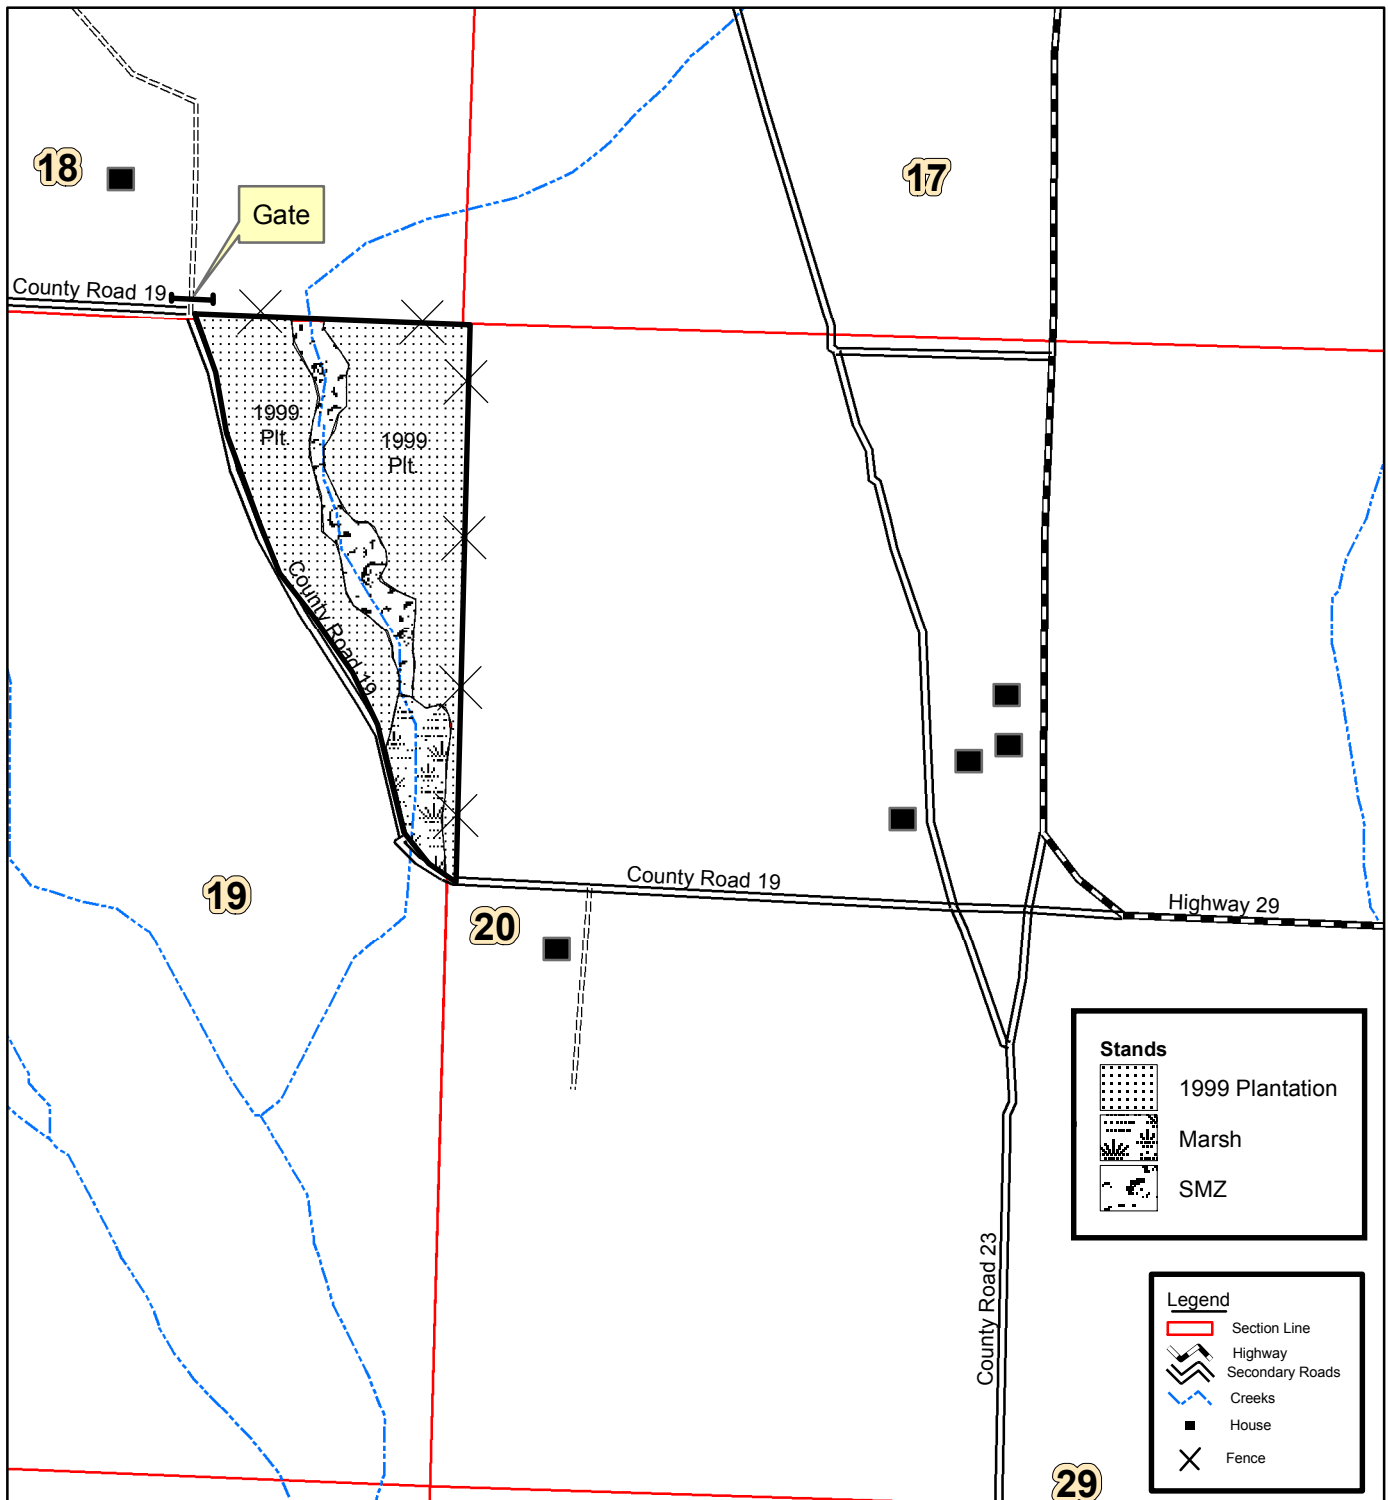 18
17
Gate
County Road 19
1999
Plt.
1999
Plt.
County Road 19
19
20
County Road 19
Highway 29
Stands
1999 Plantation
Marsh
SMZ
County Road 23
Legend
Section Line
Highway
Secondary Roads
Creeks
House
Fence
29